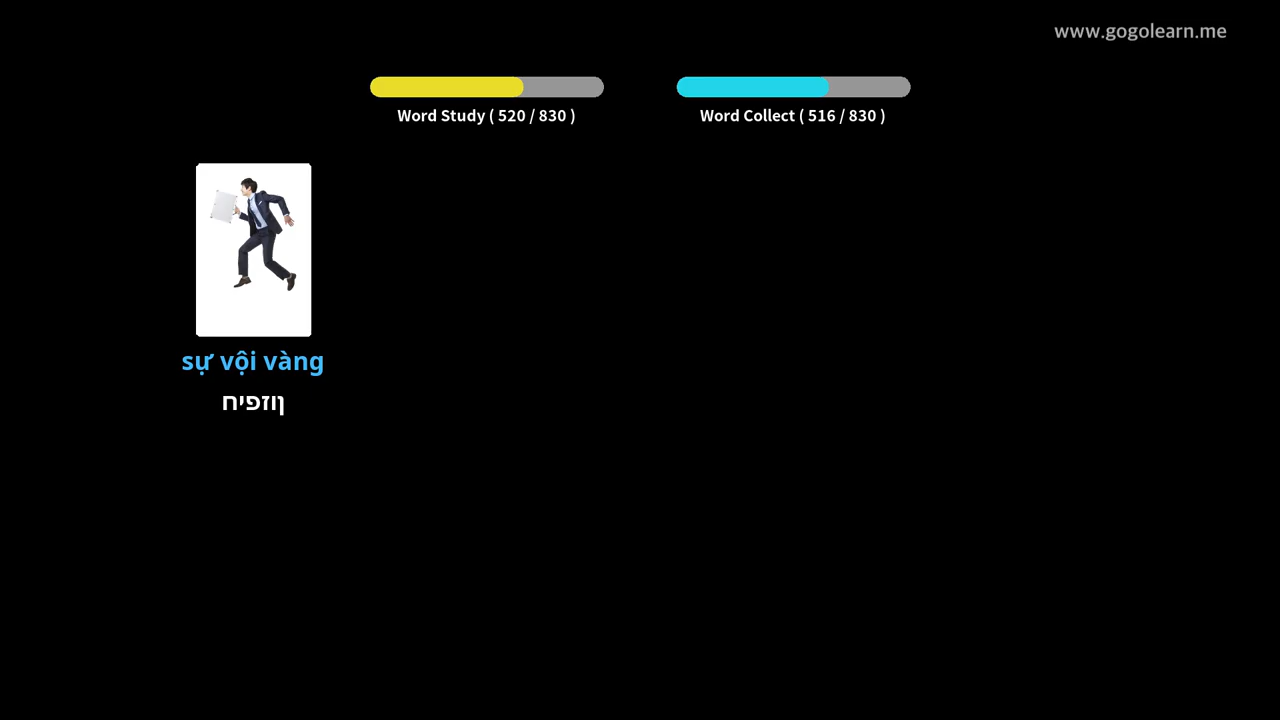 www.gogolearn.me
Word Study ( 520 / 830 )
Word Collect ( 516 / 830 )
sự vội vàng
חיפזון